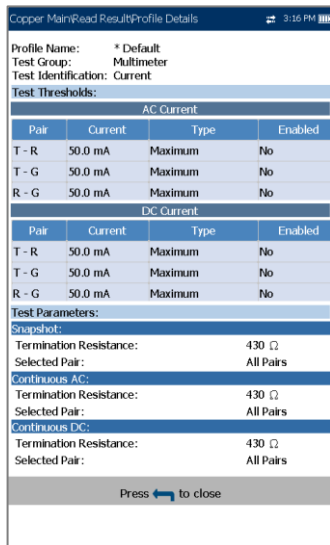 Copper Main\Read Result\Profile Details 3:16 PM
Profile Name: * Default
Test Group: Multimeter
Test Identification: Current
Test Thresholds:
AC Current
Pair Current Type Enabled
T - R 50.0 mA Maximum No
T - G 50.0 mA Maximum No
R - G 50.0 mA Maximum No
DC Current
Pair Current Type Enabled
T - R 50.0 mA Maximum No
T - G 50.0 mA Maximum No
R - G 50.0 mA Maximum No
Test Parameters:
Snapshot:
Termination Resistance: 430 Ω
Selected Pair: All Pairs
Continuous AC:
Termination Resistance: 430 Ω
Selected Pair: All Pairs
Continuous DC:
Termination Resistance: 430 Ω
Selected Pair: All Pairs
Press to close